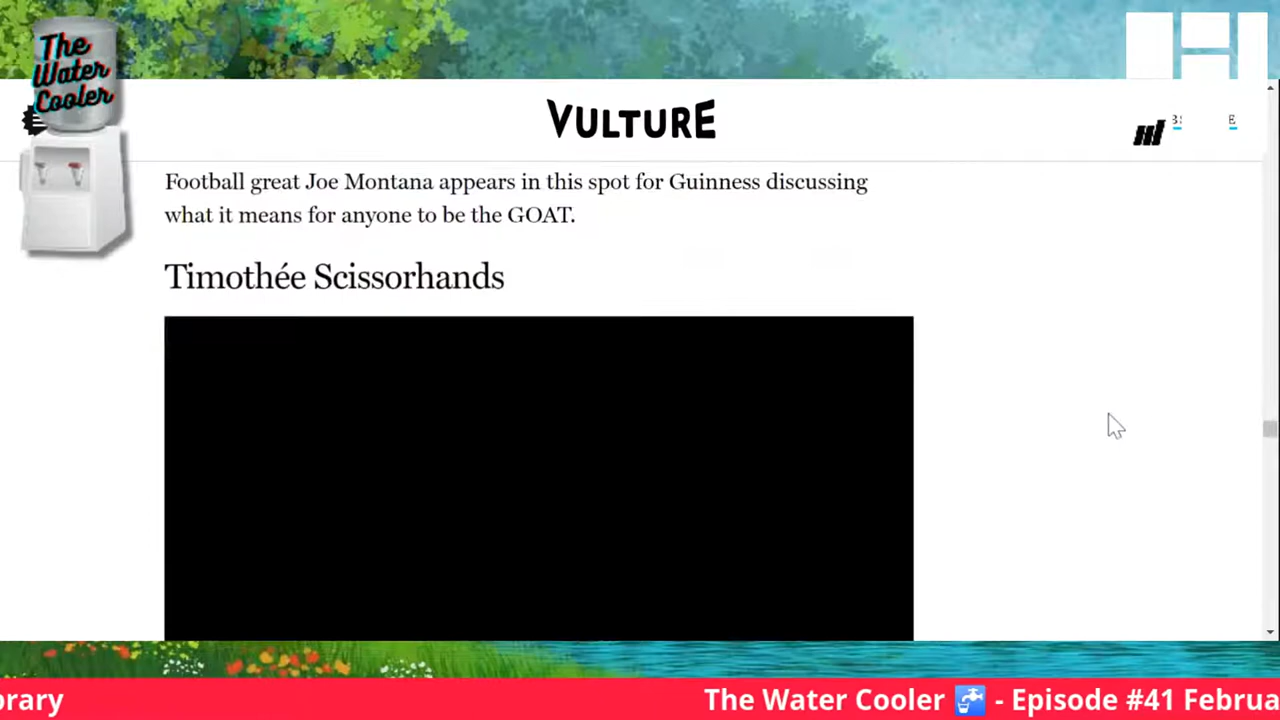 The
Water
Cooler
VULTURE
E
Football great Joe Montana appears in this spot for Guinness discussing
what it means for anyone to be the GOAT.
Timothée Scissorhands
brary
The Water Cooler 🚰 - Episode #41 Februa